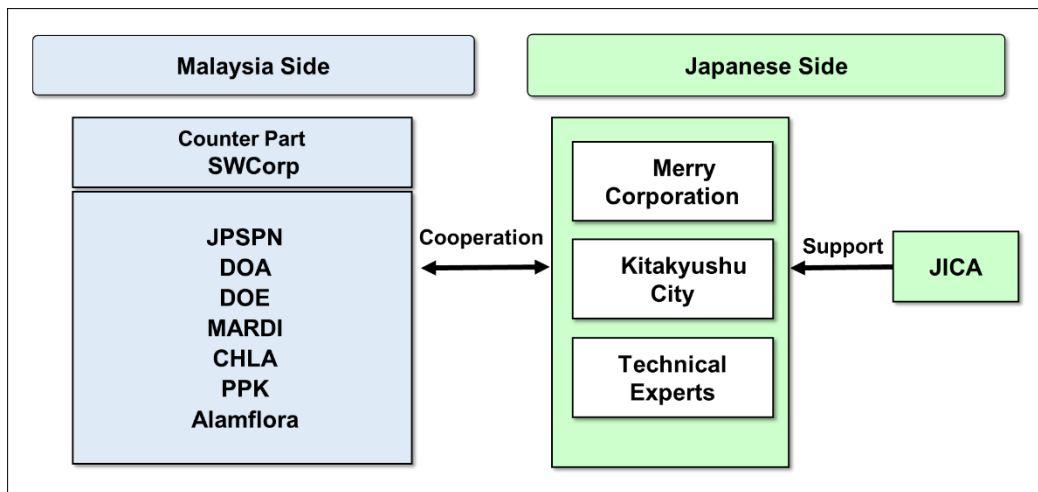 Malaysia Side
Japanese Side
Counter Part
SWCorp
JPSPN
DOA
DOE
MARDI
CHLA
PPK
Alamflora
Cooperation
Merry
Corporation
Kitakyushu
City
Technical
Experts
Support
JICA